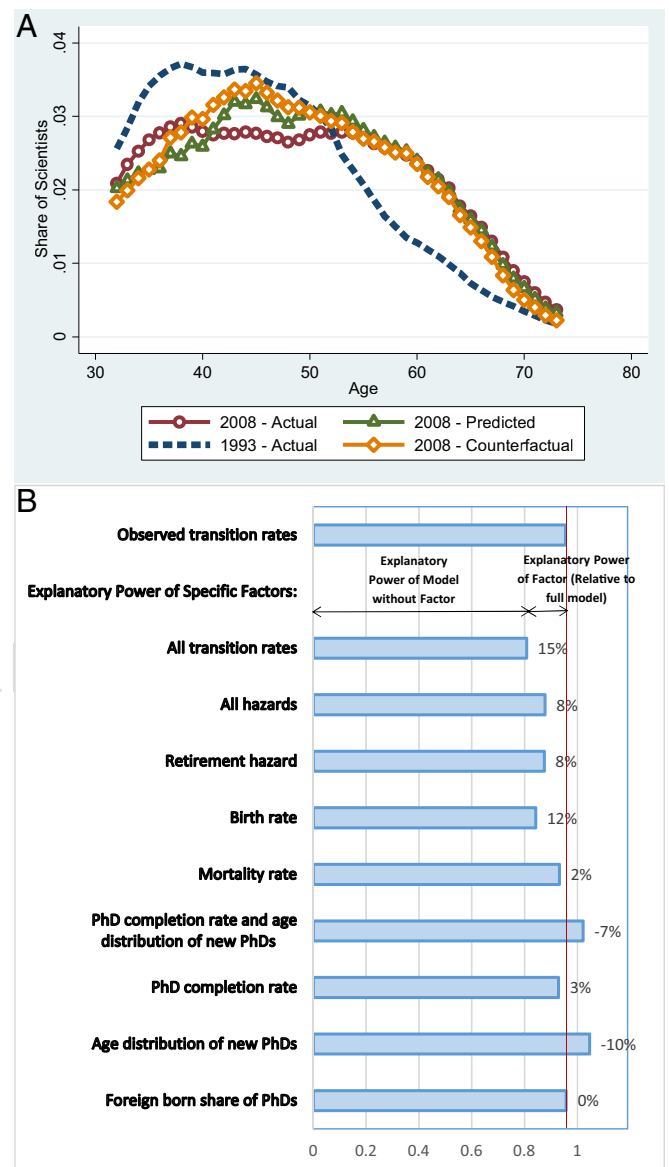 A
.04
.03
.02
.01
0
Share of Scientists
30 40 50 60 70 80
Age
2008 - Actual 2008 - Predicted
1993 - Actual 2008 - Counterfactual
B
Observed transition rates
Explanatory Power of Specific Factors:
Explanatory
Power of Model
without Factor
Explanatory Power
of Factor (Relative to
full model)
All transition rates 15%
All hazards 8%
Retirement hazard 8%
Birth rate 12%
Mortality rate 2%
PhD completion rate and age
distribution of new PhDs -7%
PhD completion rate 3%
Age distribution of new PhDs -10%
Foreign born share of PhDs 0%
0 0.2 0.4 0.6 0.8 1